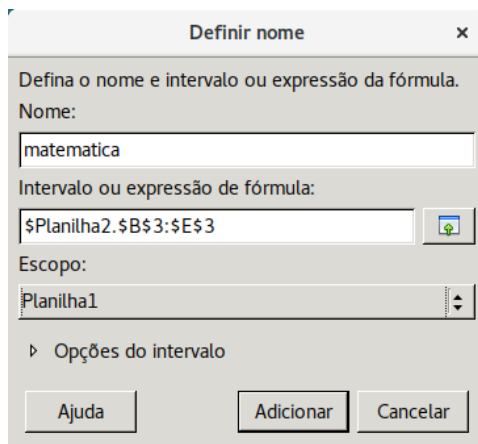 Definir nome
Defina o nome e intervalo ou expressão da fórmula.
Nome:
matematica
Intervalo ou expressão de fórmula:
$Planilha2.$B$3:$E$3
Escopo:
Planilha1
Opções do intervalo
Ajuda Adicionar Cancelar